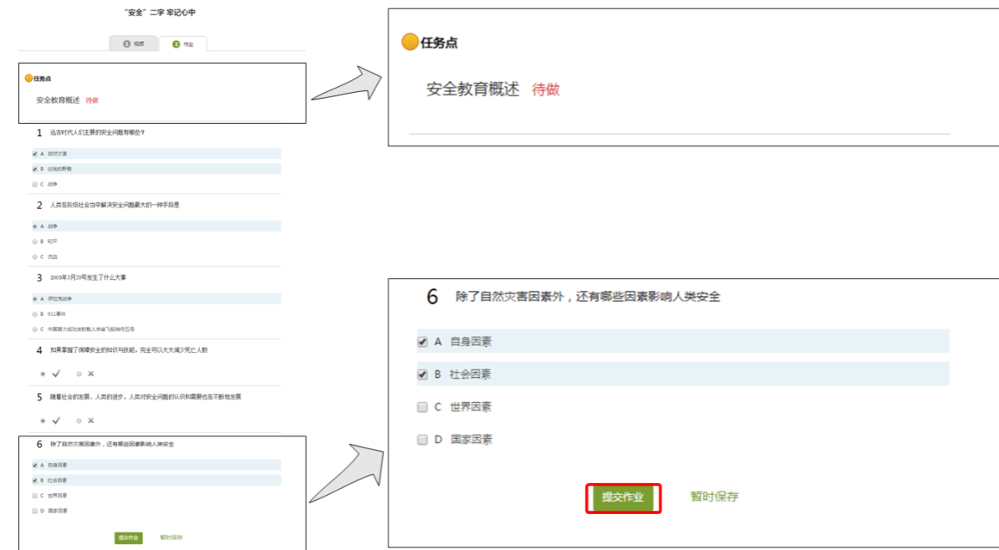 “安全”二字 牢记心中
1 视频 2 作业
任务点
安全教育概述 待做
1 远古时代人们主要的安全问题有哪些？
A 自然灾害
B 凶残的野兽
C 战争
2 人类在阶级社会当中解决安全问题最大的一种手段是
A 战争
B 和平
C 流血
3 2003年3月20号发生了什么大事
A 伊拉克战争
B 911事件
C 中国首次成功发射载人宇宙飞船神舟五号
4 如果掌握了保障安全的知识与技能，完全可以大大减少死亡人数
5 随着社会的发展、人类的进步，人类对安全问题的认识和需要也在不断地发展
6 除了自然灾害因素外，还有哪些因素影响人类安全
A 自身因素
B 社会因素
C 世界因素
D 国家因素
提交作业 暂时保存
任务点
安全教育概述 待做
6 除了自然灾害因素外，还有哪些因素影响人类安全
A 自身因素
B 社会因素
C 世界因素
D 国家因素
提交作业 暂时保存